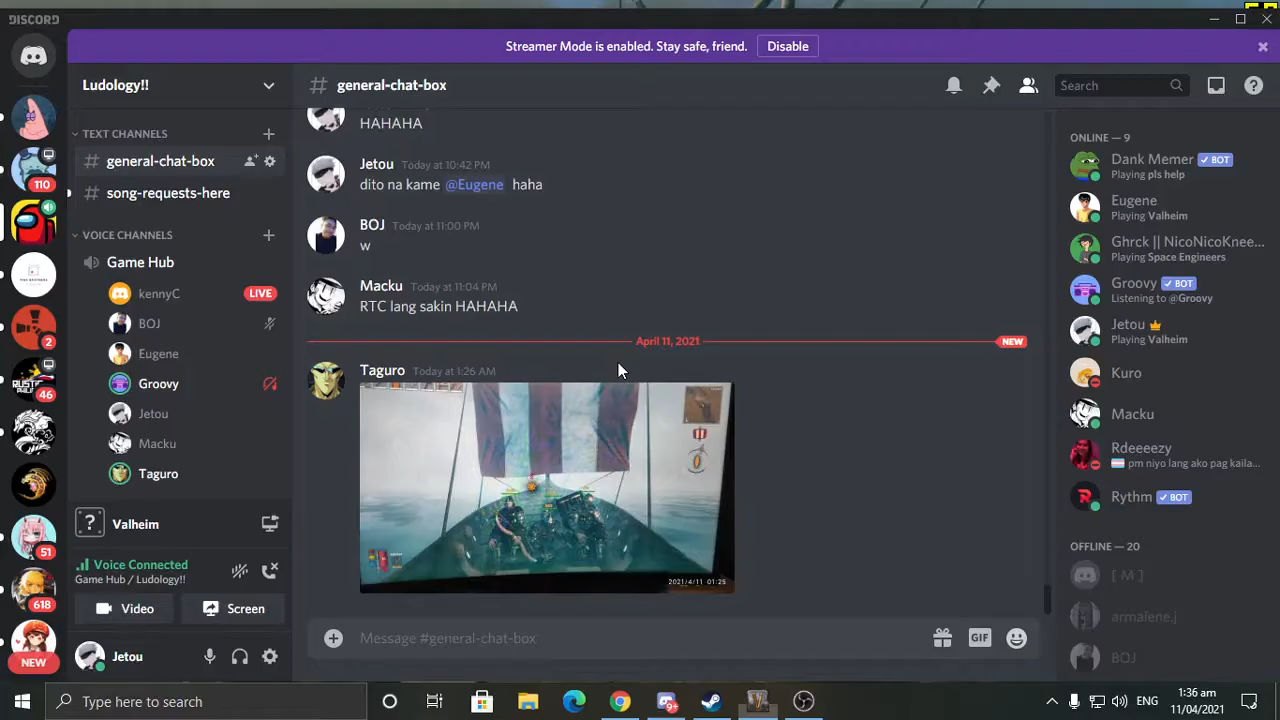 DISCORD
Streamer Mode is enabled. Stay safe, friend.
Disable
Ludology!!
TEXT CHANNELS
general-chat-box
song-requests-here
VOICE CHANNELS
Game Hub
kennyC
LIVE
BOJ
Eugene
Groovy
Jetou
Macku
Taguro
Valheim
Voice Connected
Game Hub / Ludology!!
Video
Screen
Jetou
110
2
46
51
618
NEW
# general-chat-box
Search
HAHAHA
Jetou Today at 10:42 PM
dito na kame @Eugene haha
BOJ Today at 11:00 PM
w
Macku Today at 11:04 PM
RTC lang sakin HAHAHA
April 11, 2021
NEW
Taguro Today at 1:26 AM
2021/4/11 01:25
Message #general-chat-box
GIF
ONLINE — 9
Dank Memer BOT
Playing pls help
Eugene
Playing Valheim
Ghrck || NicoNicoKnee...
Playing Space Engineers
Groovy BOT
Listening to @Groovy
Jetou
Playing Valheim
Kuro
Macku
Rdeeeezy
pm niyo lang ako pag kaila...
Rythm BOT
OFFLINE — 20
[ M ]
armalene.j
BOJ
Type here to search
9+
ENG
1:36 am
11/04/2021